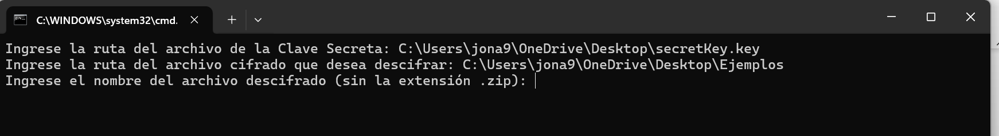 C:\WINDOWS\system32\cmd.
Ingrese la ruta del archivo de la Clave Secreta: C:\Users\jona9\OneDrive\Desktop\secretKey.key
Ingrese la ruta del archivo cifrado que desea descifrar: C:\Users\jona9\OneDrive\Desktop\Ejemplos
Ingrese el nombre del archivo descifrado (sin la extensión .zip):